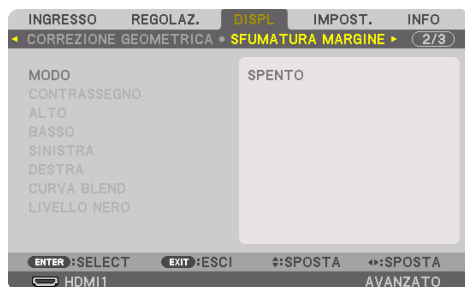 INGRESSO REGOLAZ. DISPL IMPOST. INFO
◂ CORREZIONE GEOMETRICA • SFUMATURA MARGINE ▸ 2/3
MODO SPENTO
CONTRASSEGNO
ALTO
BASSO
SINISTRA
DESTRA
CURVA BLEND
LIVELLO NERO
ENTER :SELECT EXIT :ESCI ♦:SPOSTA ◂▸:SPOSTA
HDMI1 AVANZATO